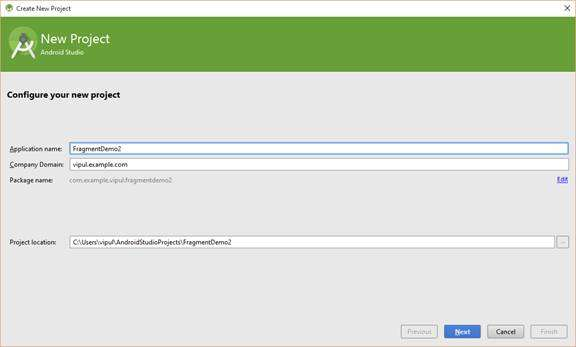 Create New Project
New Project
Android Studio
Configure your new project
Application name: FragmentDemo2
Company Domain: vipul.example.com
Package name: com.example.vipul.fragmentdemo2 Edit
Project location: C:\Users\vipul\AndroidStudioProjects\FragmentDemo2 ...
Previous Next Cancel Finish